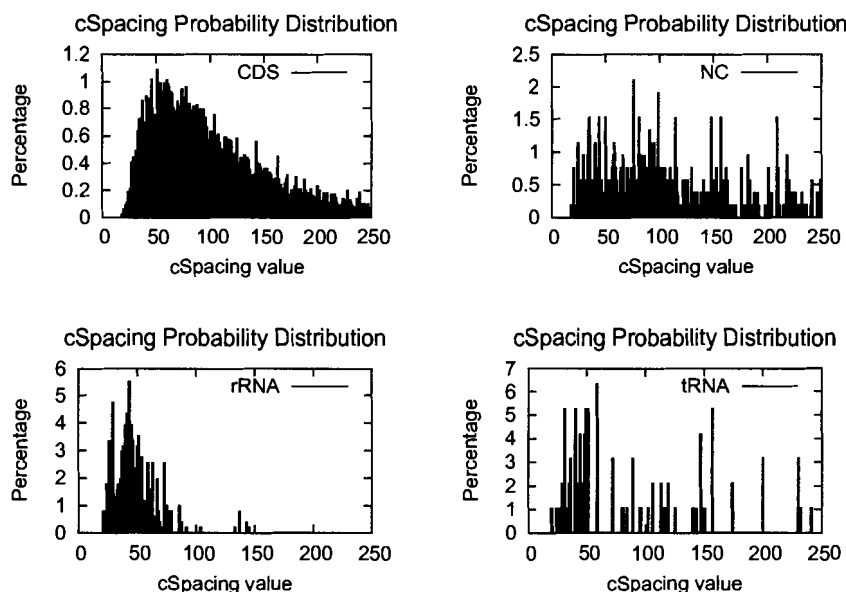 cSpacing Probability Distribution
1.2
1
0.8
0.6
0.4
0.2
0
CDS
Percentage
0 50 100 150 200 250
cSpacing value
cSpacing Probability Distribution
2.5
2
1.5
1
0.5
0
NC
Percentage
0 50 100 150 200 250
cSpacing value
cSpacing Probability Distribution
6
5
4
3
2
1
0
rRNA
Percentage
0 50 100 150 200 250
cSpacing value
cSpacing Probability Distribution
7
6
5
4
3
2
1
0
tRNA
Percentage
0 50 100 150 200 250
cSpacing value